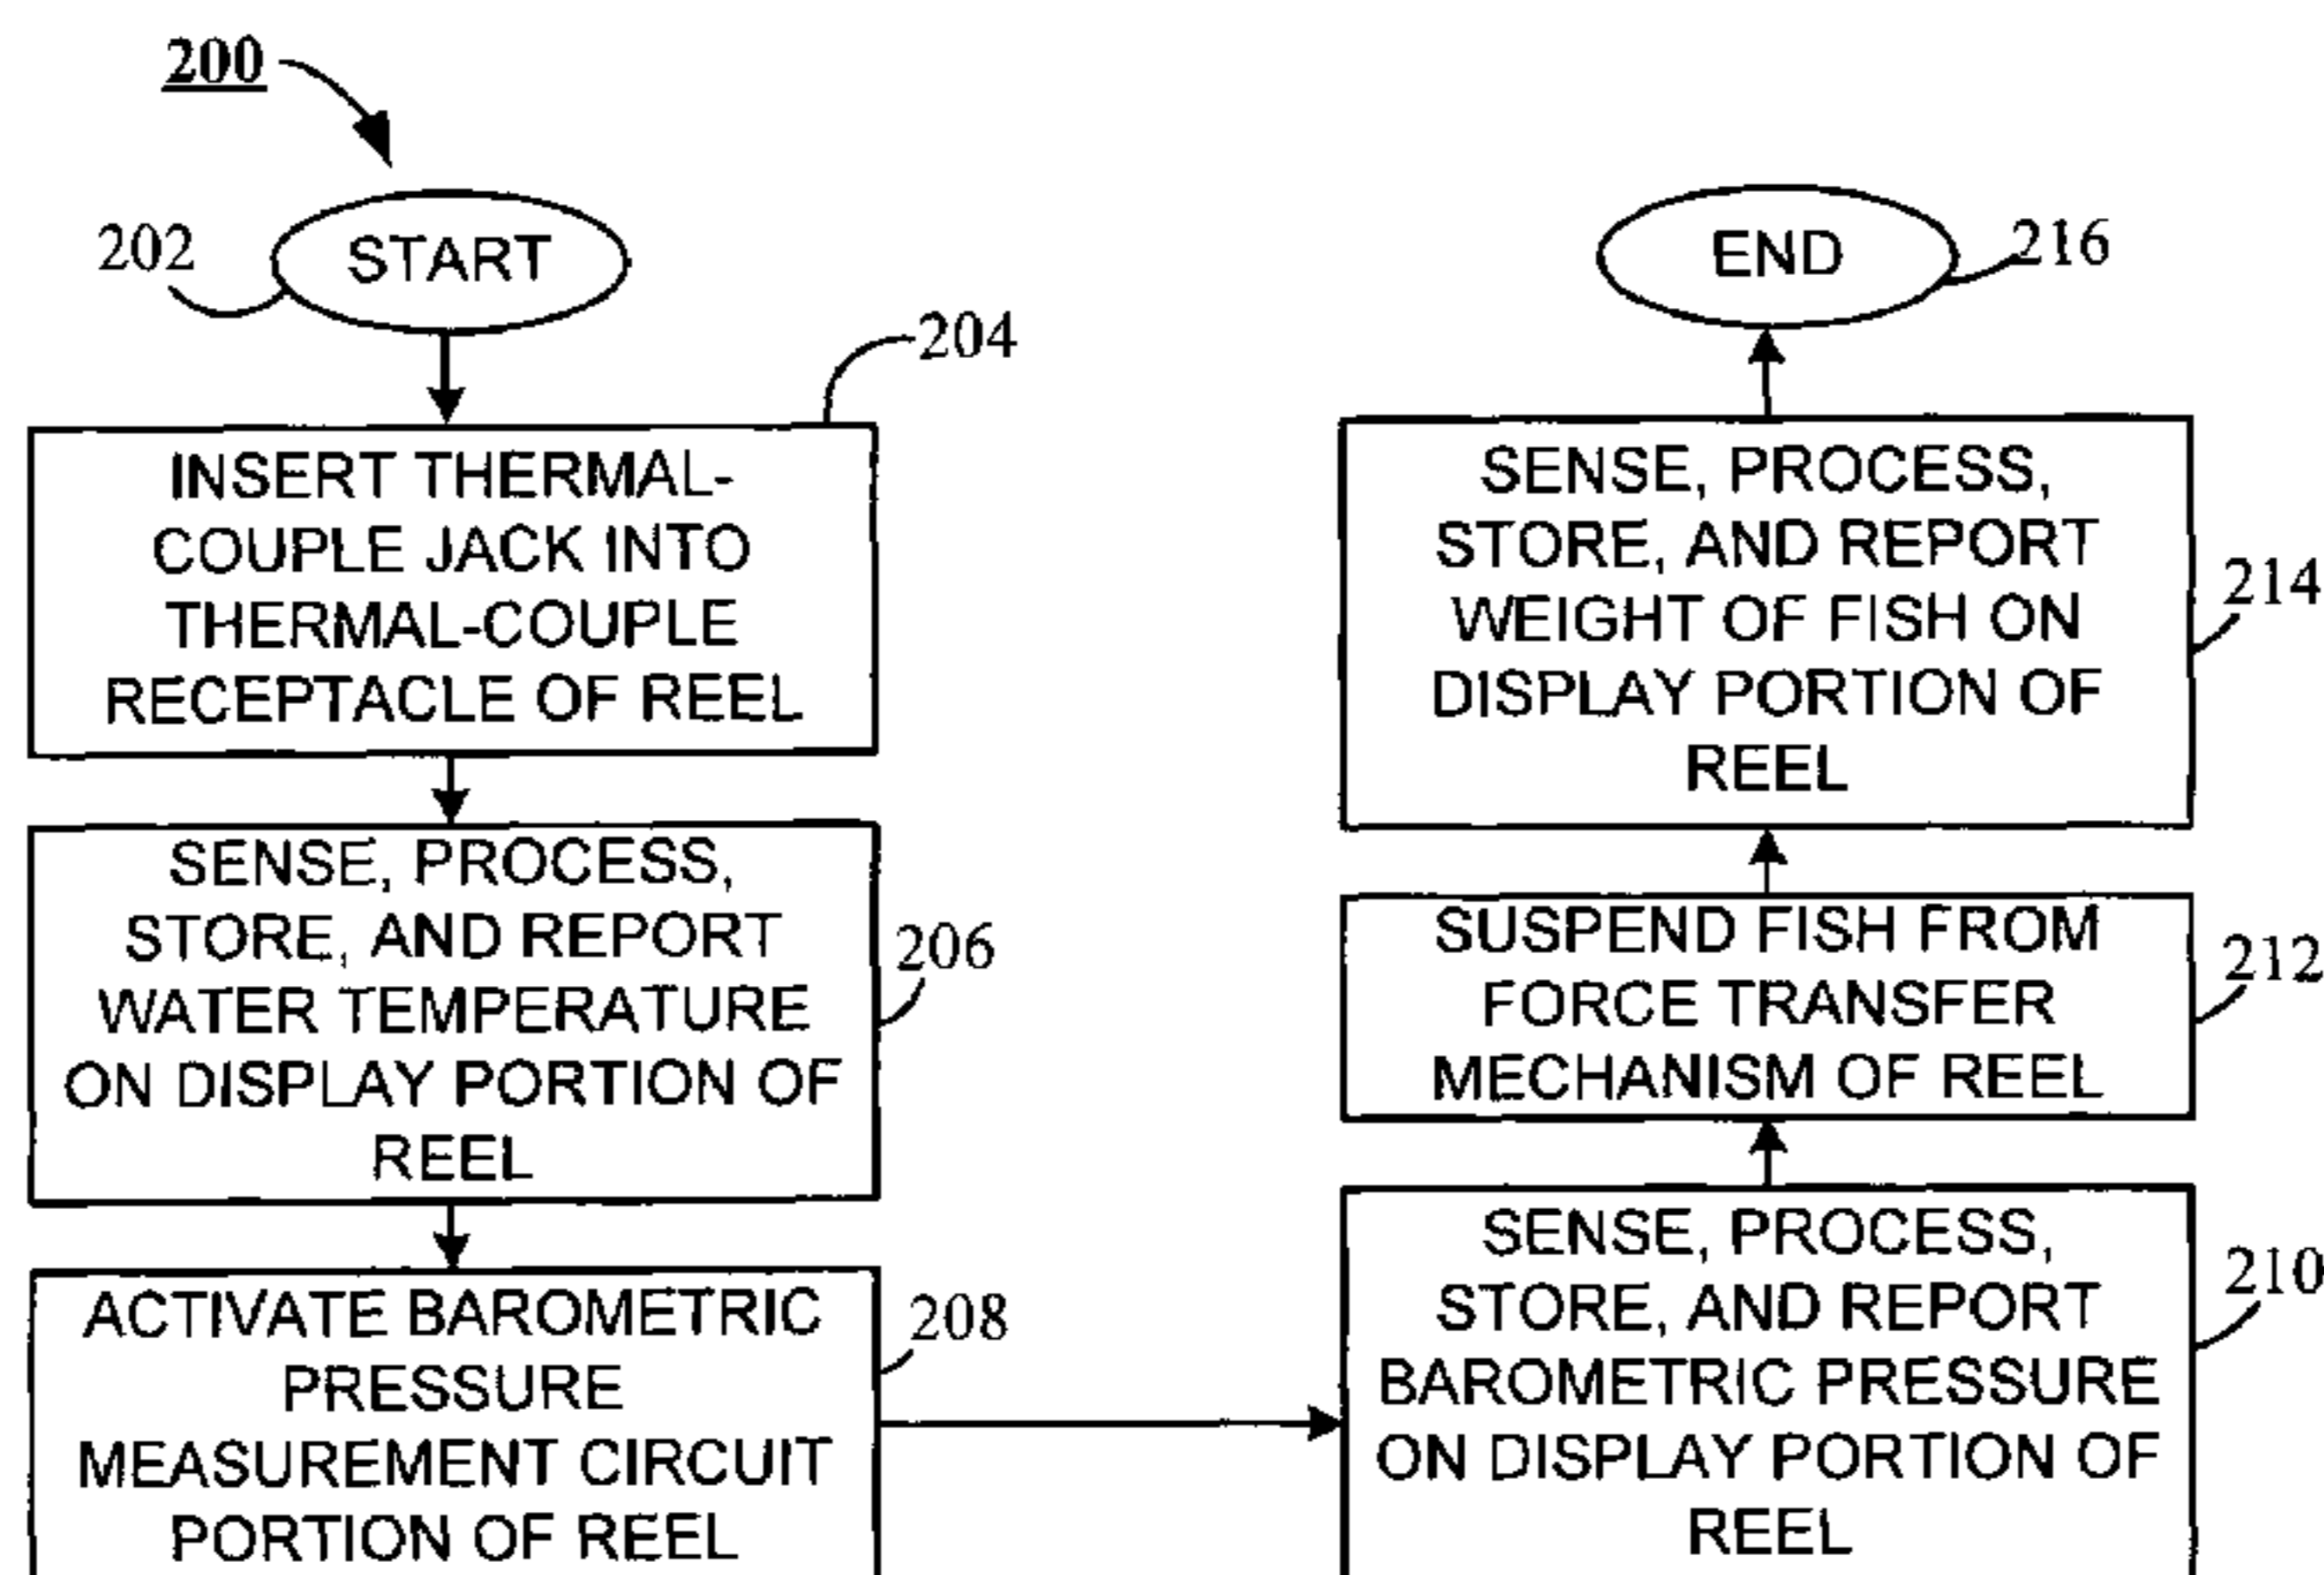 200
202
START
204
INSERT THERMAL-
COUPLE JACK INTO
THERMAL-COUPLE
RECEPTACLE OF REEL
SENSE, PROCESS,
STORE, AND REPORT
WATER TEMPERATURE
ON DISPLAY PORTION OF
REEL
206
ACTIVATE BAROMETRIC
PRESSURE
MEASUREMENT CIRCUIT
PORTION OF REEL
208
SENSE, PROCESS,
STORE, AND REPORT
BAROMETRIC PRESSURE
ON DISPLAY PORTION OF
REEL
210
SUSPEND FISH FROM
FORCE TRANSFER
MECHANISM OF REEL
212
SENSE, PROCESS,
STORE, AND REPORT
WEIGHT OF FISH ON
DISPLAY PORTION OF
REEL
214
END
216